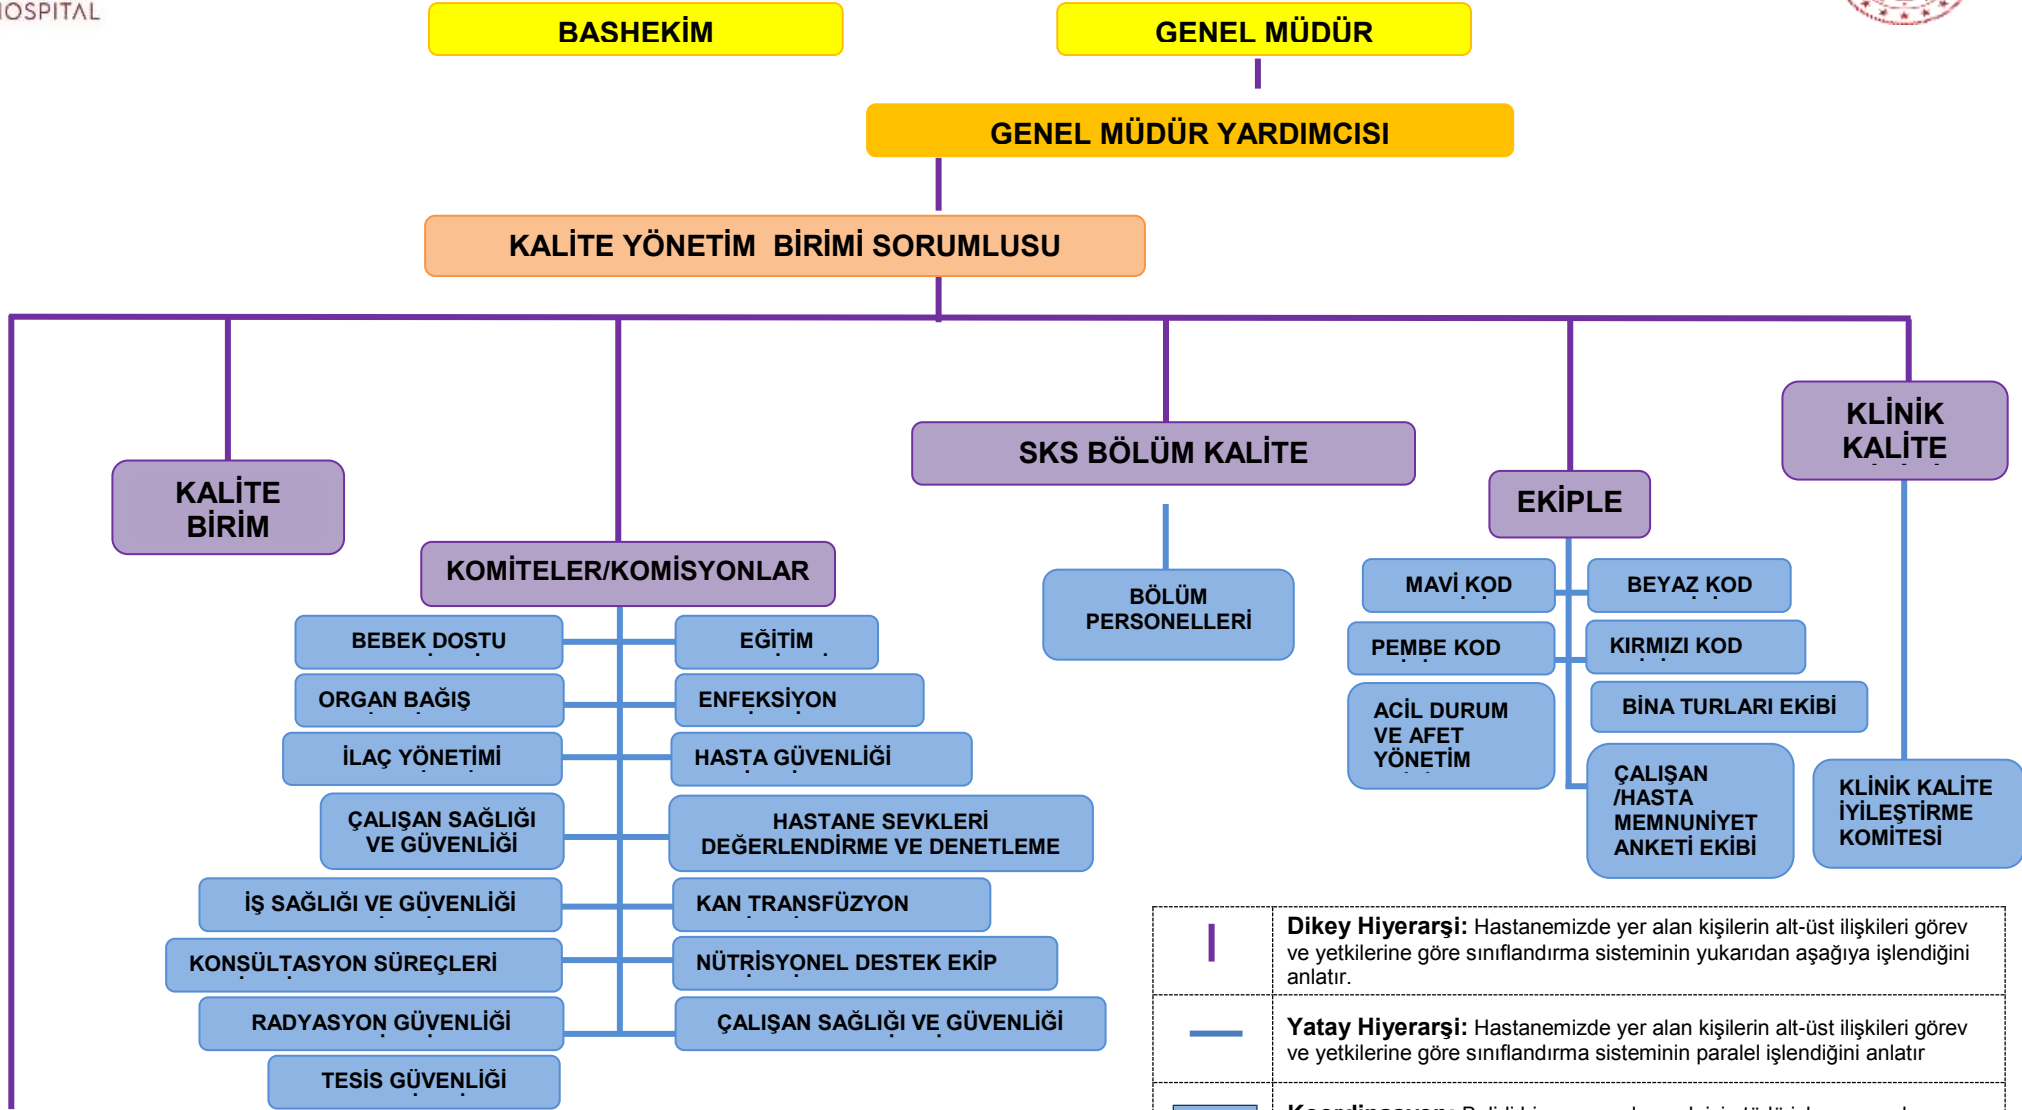 HOSPITAL
BASHEKİM
GENEL MÜDÜR
GENEL MÜDÜR YARDIMCISI
KALİTE YÖNETİM BİRİMİ SORUMLUSU
KALİTE
BİRİM
KOMİTELER/KOMİSYONLAR
SKS BÖLÜM KALİTE
EKİPLE
KLİNİK
KALİTE
BÖLÜM
PERSONELLERİ
BEBEK DOSTU
EĞİTİM
ORGAN BAĞIŞ
ENFEKSİYON
İLAÇ YÖNETİMİ
HASTA GÜVENLİĞİ
ÇALIŞAN SAĞLIĞI
VE GÜVENLİĞİ
HASTANE SEVKLERİ
DEĞERLENDİRME VE DENETLEME
İŞ SAĞLIĞI VE GÜVENLİĞİ
KAN TRANSFÜZYON
KONSÜLTASYON SÜREÇLERİ
NÜTRİSYONEL DESTEK EKİP
RADYASYON GÜVENLİĞİ
ÇALIŞAN SAĞLIĞI VE GÜVENLİĞİ
TESİS GÜVENLİĞİ
MAVİ KOD
BEYAZ KOD
PEMBE KOD
KIRMIZI KOD
ACİL DURUM
VE AFET
YÖNETİM
BİNA TURLARI EKİBİ
ÇALIŞAN
/HASTA
MEMNUNİYET
ANKETİ EKİBİ
KLİNİK KALİTE
İYİLEŞTİRME
KOMİTESİ
Dikey Hiyerarşi: Hastanemizde yer alan kişilerin alt-üst ilişkileri görev
ve yetkilerine göre sınıflandırma sisteminin yukarıdan aşağıya işlendiğini
anlatır.
Yatay Hiyerarşi: Hastanemizde yer alan kişilerin alt-üst ilişkileri görev
ve yetkilerine göre sınıflandırma sisteminin paralel işlendiğini anlatır
Koordinasyon: